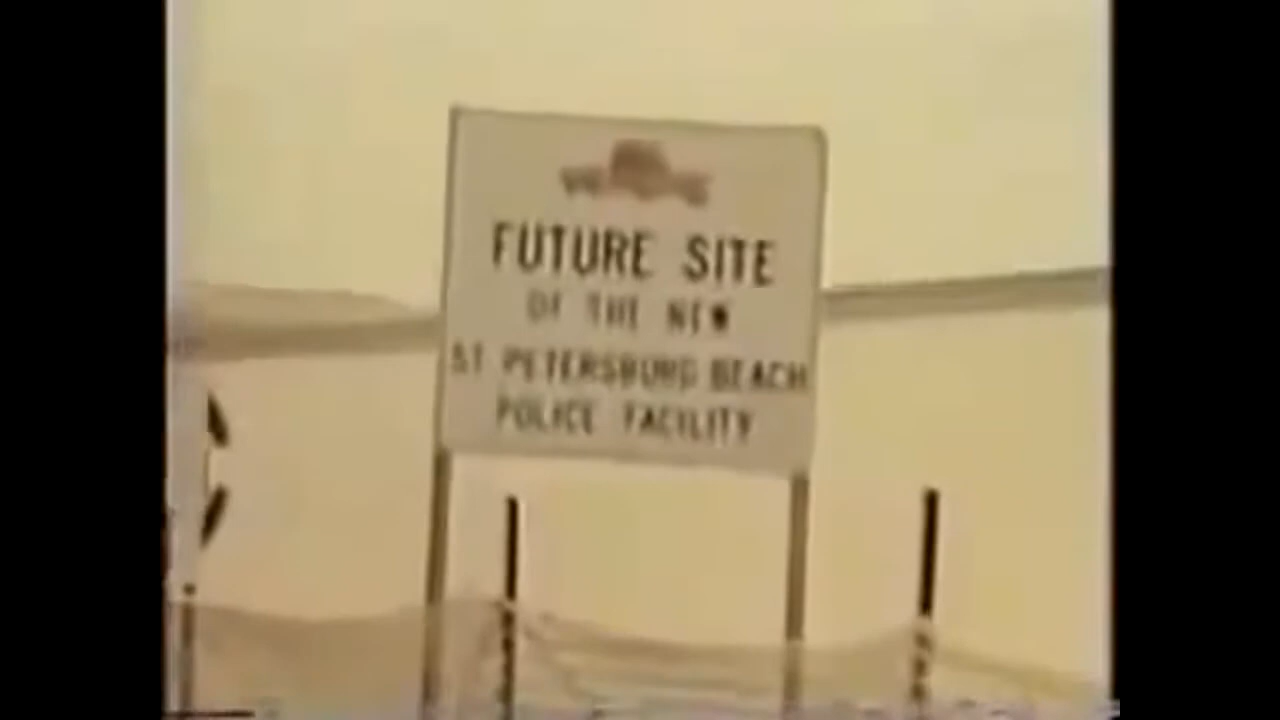 FUTURE SITE
OF THE NEW
ST. PETERSBURG BEACH
POLICE FACILITY